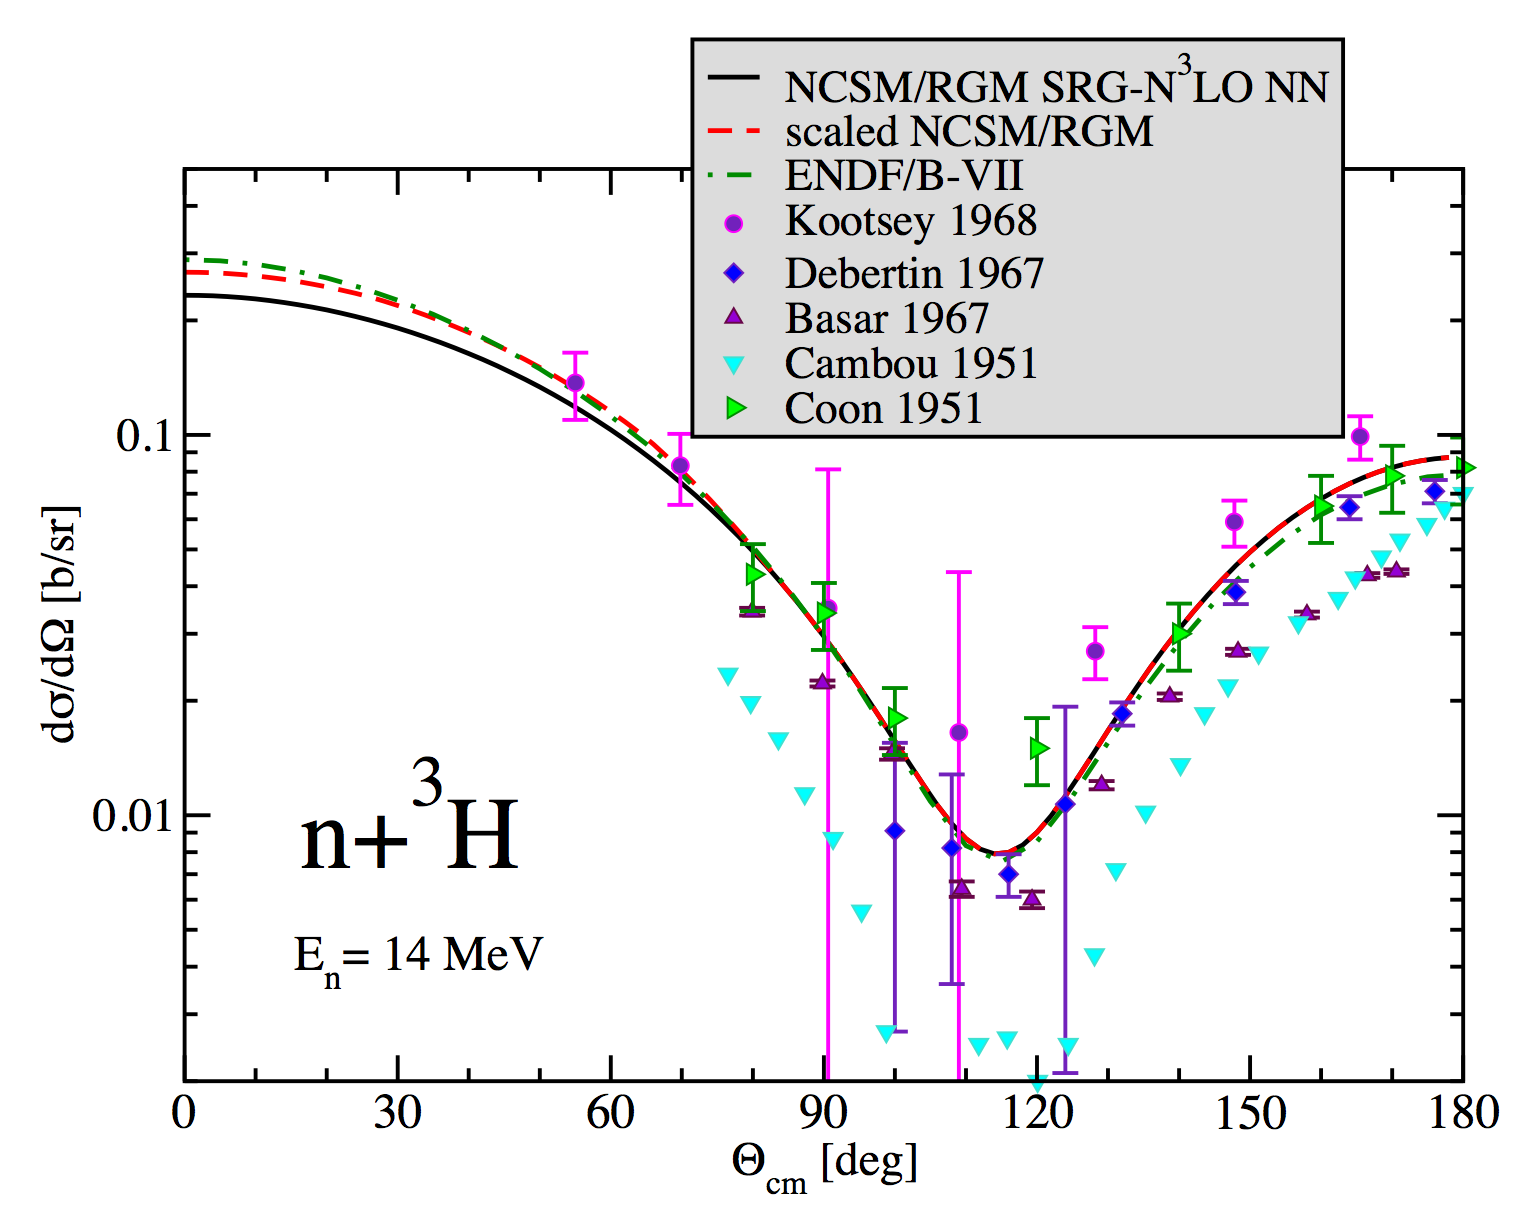 NCSM/RGM SRG-N³LO NN
scaled NCSM/RGM
ENDF/B-VII
Kootsey 1968
Debertin 1967
Basar 1967
Cambou 1951
Coon 1951
0.1
0.01
dσ/dΩ [b/sr]
n+³H
Eₙ= 14 MeV
0 30 60 90 120 150 180
Θcm [deg]